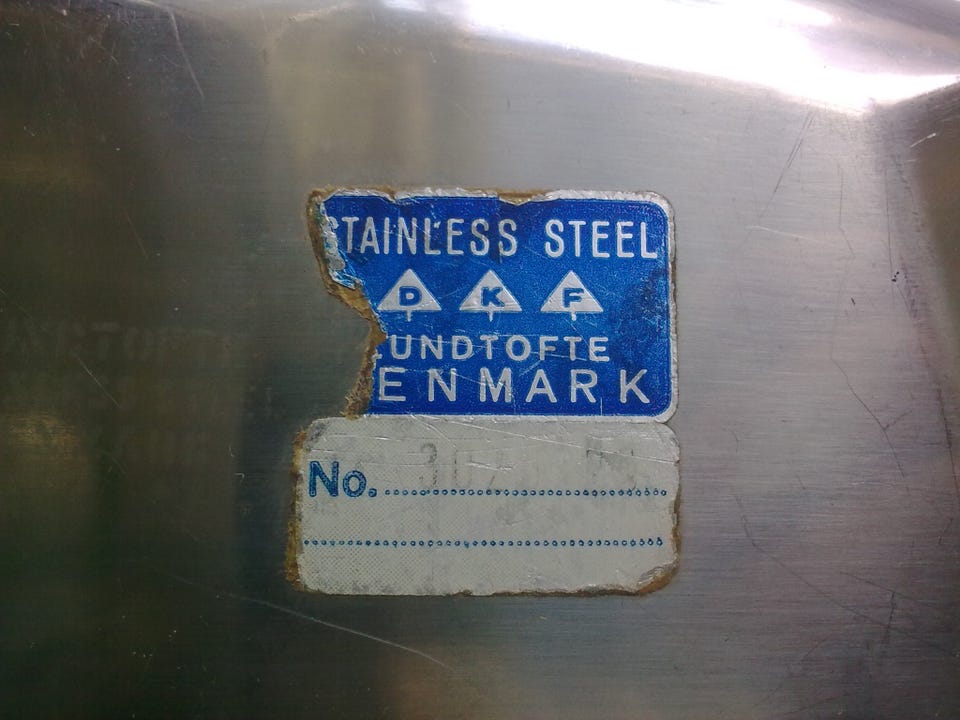 STAINLESS STEEL
D K F
LUNDTOFTE
ENMARK
No.